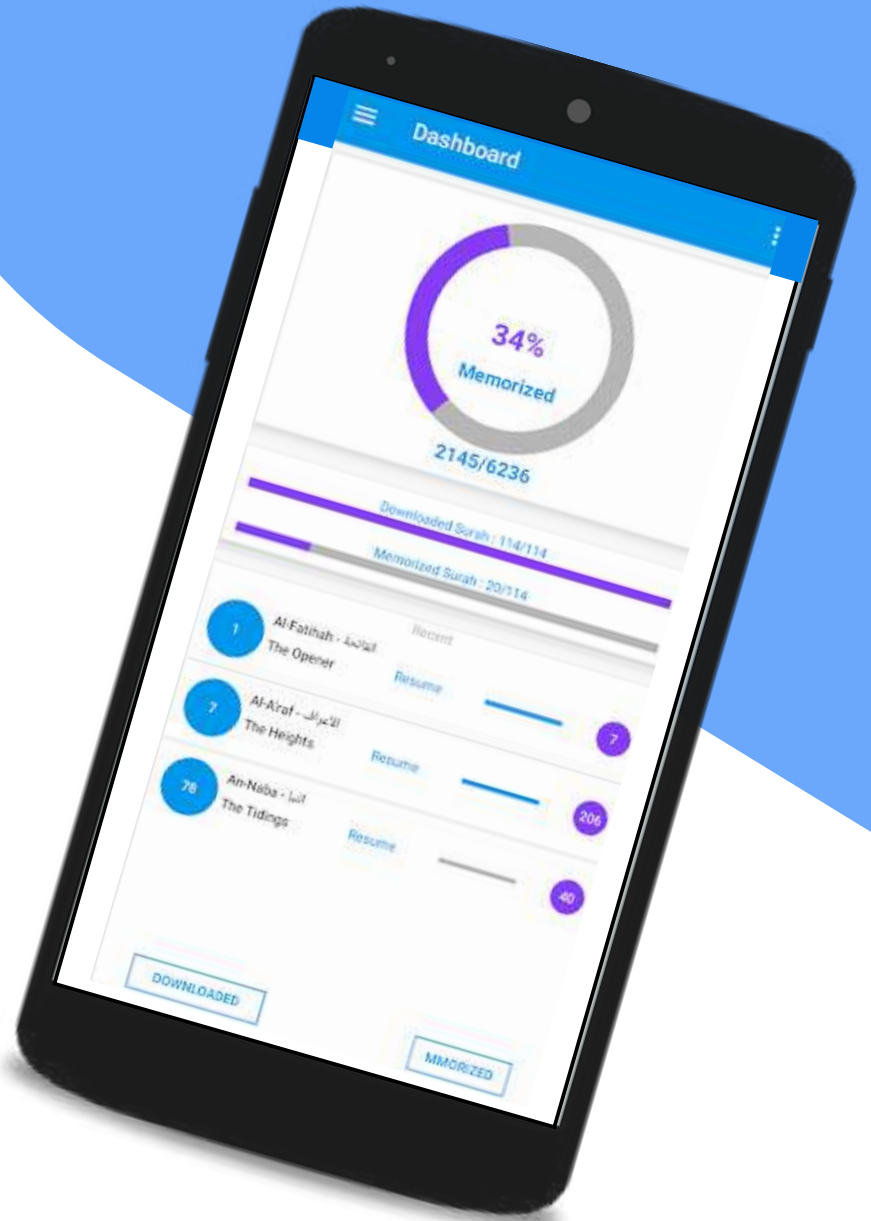 Dashboard
34%
Memorized
2145/6236
Downloaded Surah : 114/114
Memorized Surah : 20/114
Recent
1
Al-Fatihah - الفاتحة
The Opener
Resume
7
7
Al-A'raf - الأعراف
The Heights
Resume
206
78
An-Naba - النبإ
The Tidings
Resume
40
DOWNLOADED
MMORIZED